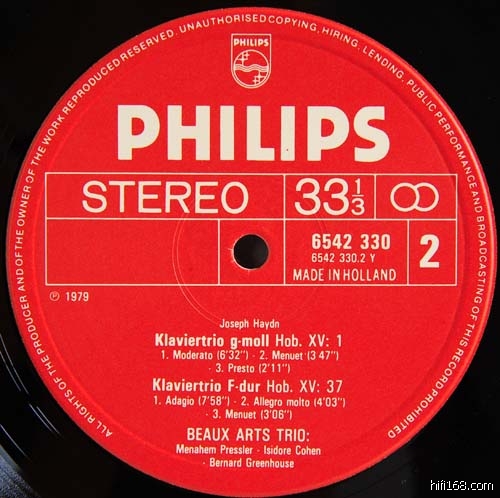 ALL RIGHTS OF THE PRODUCER AND OF THE OWNER OF THE WORK REPRODUCED RESERVED. UNAUTHORISED COPYING, HIRING, LENDING, PUBLIC PERFORMANCE AND BROADCASTING OF THIS RECORD PROHIBITED
PHILIPS
PHILIPS
STEREO 33 1/3
6542 330
6542 330.2 Y
MADE IN HOLLAND
2
℗ 1979
Joseph Haydn
Klaviertrio g-moll Hob. XV: 1
1. Moderato (6'32") · 2. Menuet (3 47")
· 3. Presto (2'11")
Klaviertrio F-dur Hob. XV: 37
1. Adagio (7'58") · 2. Allegro molto (4'03")
· 3. Menuet (3'06")
BEAUX ARTS TRIO:
Menahem Pressler · Isidore Cohen
Bernard Greenhouse
hifi168.com